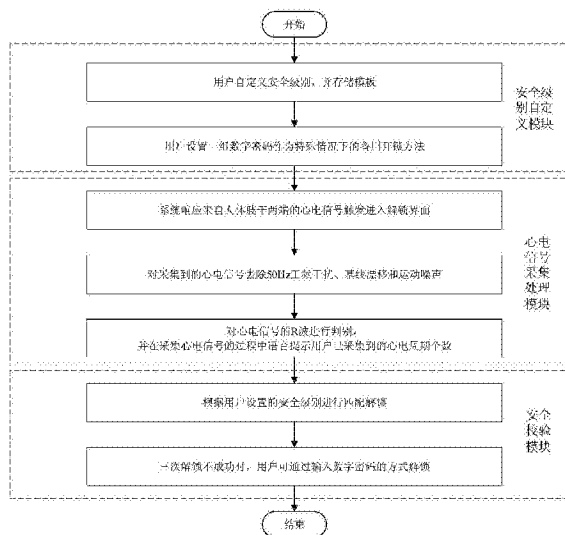 开始
用户自定义安全级别，并存储模板
用户设置一组数字密码作为特殊情况下的备用开锁方法
安全级
别自定
义模块
系统响应来自人体肢干两端的心电信号触发进入解锁界面
对采集到的心电信号去除50Hz工频干扰、基线漂移和运动噪声
对心电信号的R波进行判别，
并在采集心电信号的过程中语音提示用户已采集到的心电周期个数
心电
信号
采集
处理
模块
根据用户设置的安全级别进行匹配解锁
三次解锁不成功时，用户可通过输入数字密码的方式解锁
安全
校验
模块
结束